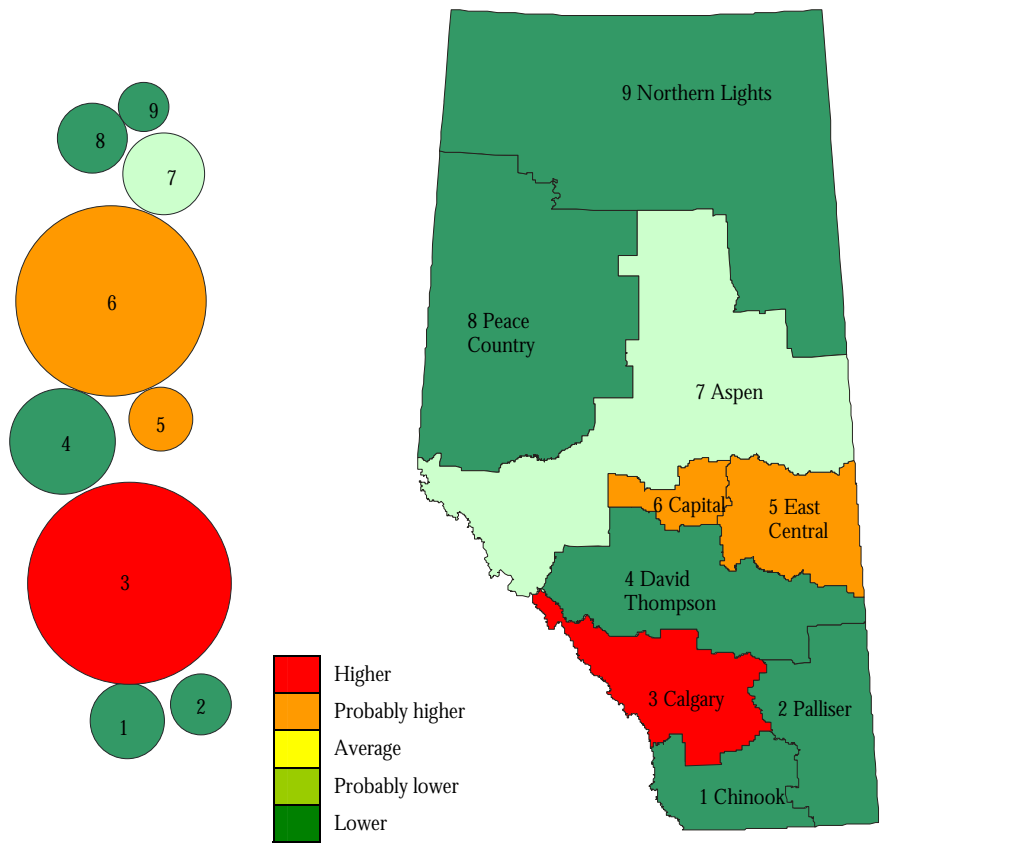 9
8
7
6
5
4
3
2
1
9 Northern Lights
8 Peace
Country
7 Aspen
6 Capital
5 East
Central
4 David
Thompson
3 Calgary
2 Palliser
1 Chinook
Higher
Probably higher
Average
Probably lower
Lower